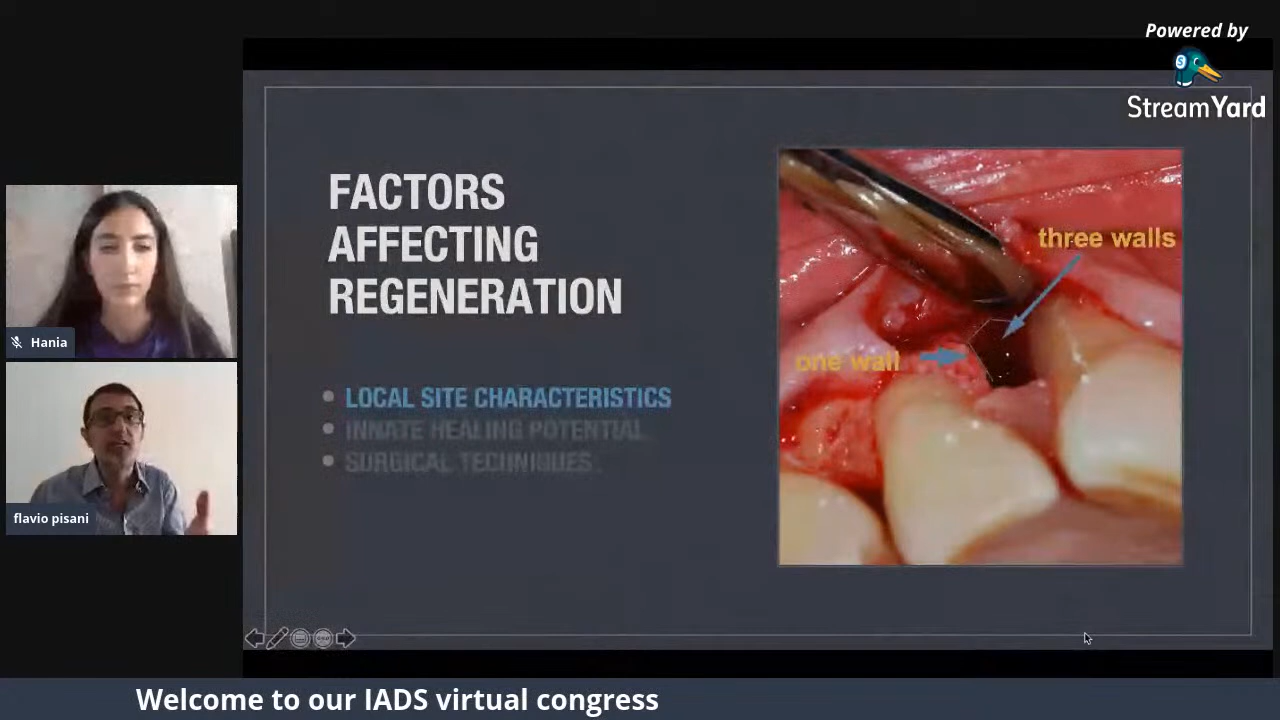 Powered by
StreamYard
FACTORS
AFFECTING
REGENERATION
three walls
one wall
LOCAL SITE CHARACTERISTICS
INNATE HEALING POTENTIAL
SURGICAL TECHNIQUES
Hania
flavio pisani
Welcome to our IADS virtual congress